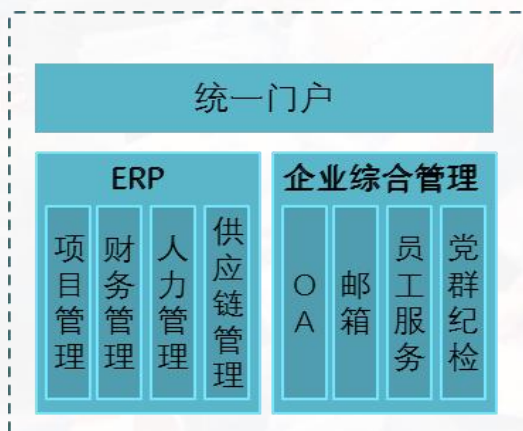 统一门户
ERP
项目管理
财务管理
人力管理
供应链管理
企业综合管理
OA
邮箱
员工服务
党群纪检